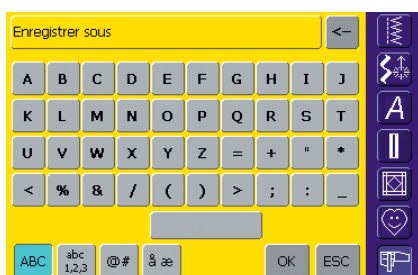 Enregistrer sous <–
A B C D E F G H I J
K L M N O P Q R S T
U V W X Y Z = + " *
< % & / ( ) > ; : _
ABC abc @# å æ OK ESC
1,2,3
A